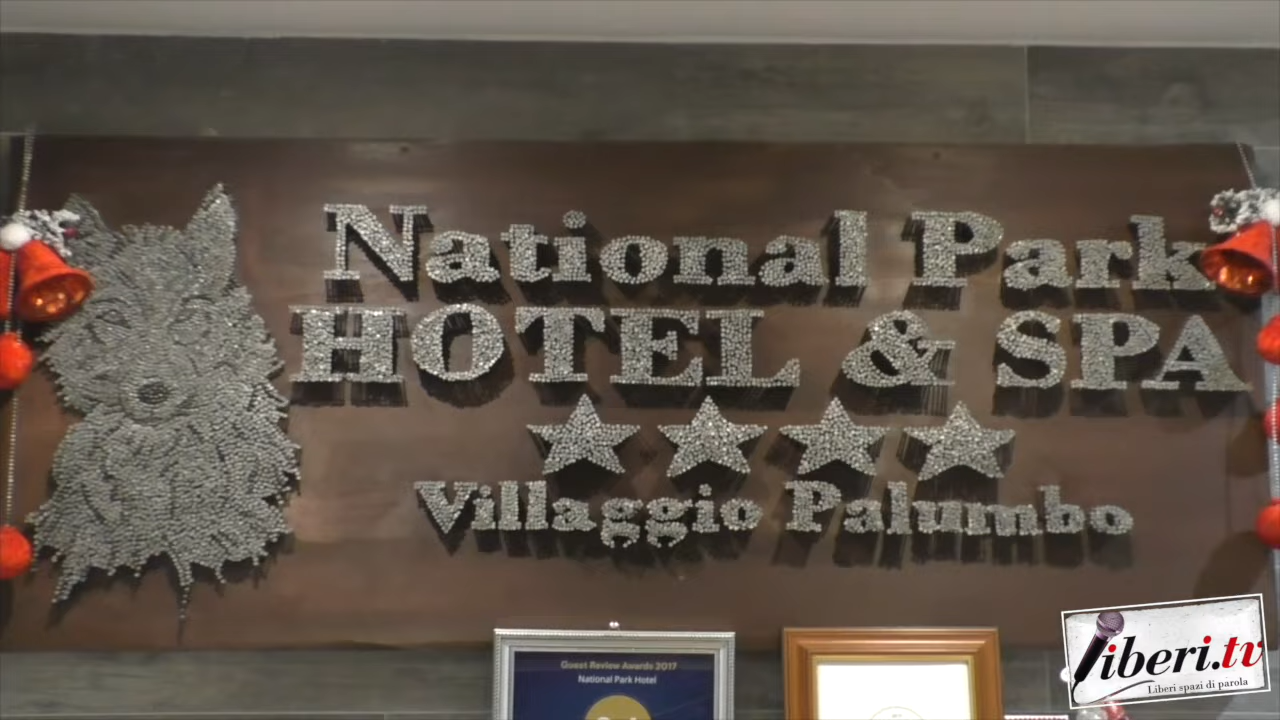 National Park
HOTEL & SPA
Villaggio Palumbo
Guest Review Awards 2017
National Park Hotel
liberi.tv
Liberi spazi di parola